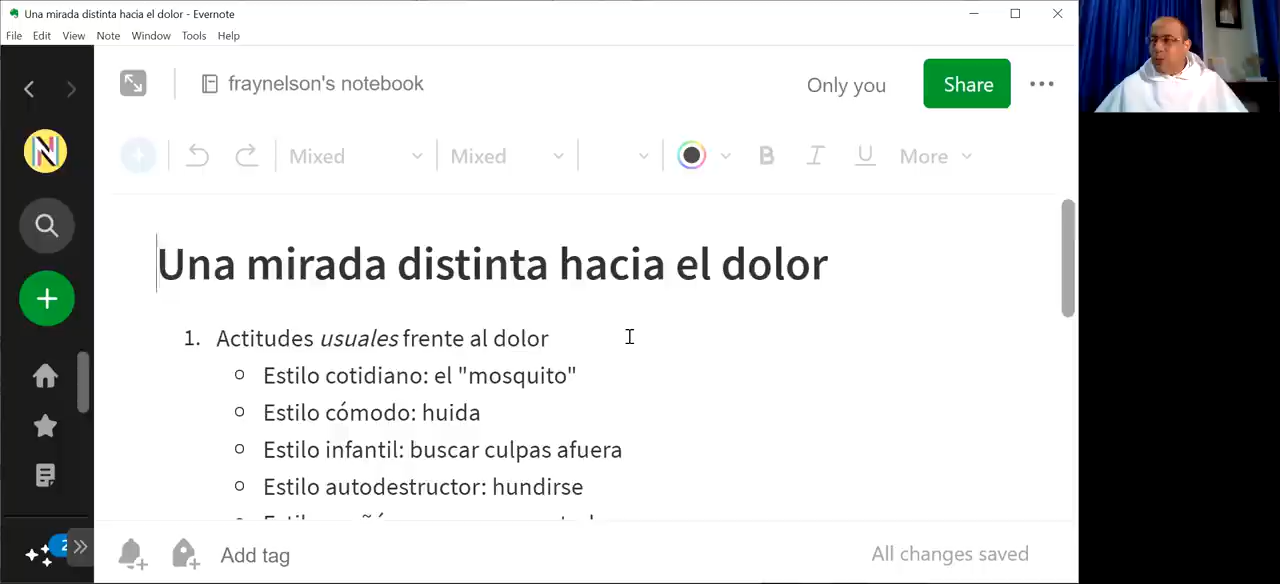 Una mirada distinta hacia el dolor - Evernote
File Edit View Note Window Tools Help
fraynelson's notebook
Only you
Share
Mixed
Mixed
B I U More
Una mirada distinta hacia el dolor
1. Actitudes usuales frente al dolor
Estilo cotidiano: el "mosquito"
Estilo cómodo: huida
Estilo infantil: buscar culpas afuera
Estilo autodestructor: hundirse
2
Add tag
All changes saved